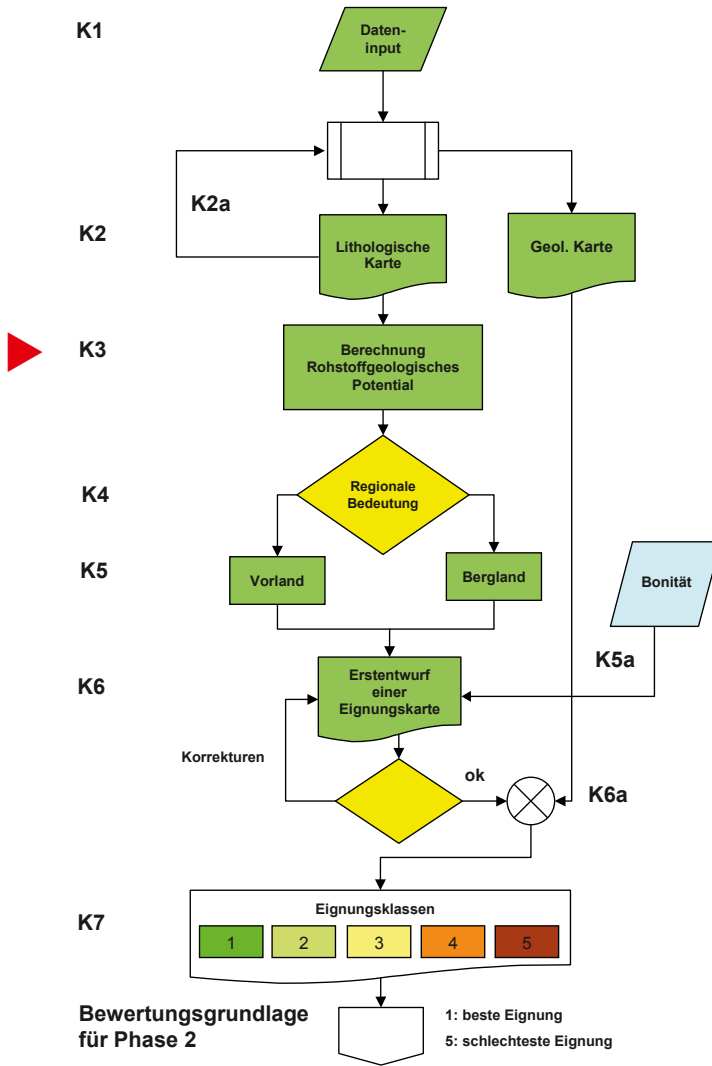 K1
Daten-
input
K2a
K2
Lithologische
Karte
Geol. Karte
K3
Berechnung
Rohstoffgeologisches
Potential
K4
Regionale
Bedeutung
K5
Vorland
Bergland
Bonität
K5a
K6
Erstentwurf
einer
Eignungskarte
Korrekturen
ok
K6a
K7
Eignungsklassen
1 2 3 4 5
Bewertungsgrundlage
für Phase 2
1: beste Eignung
5: schlechteste Eignung